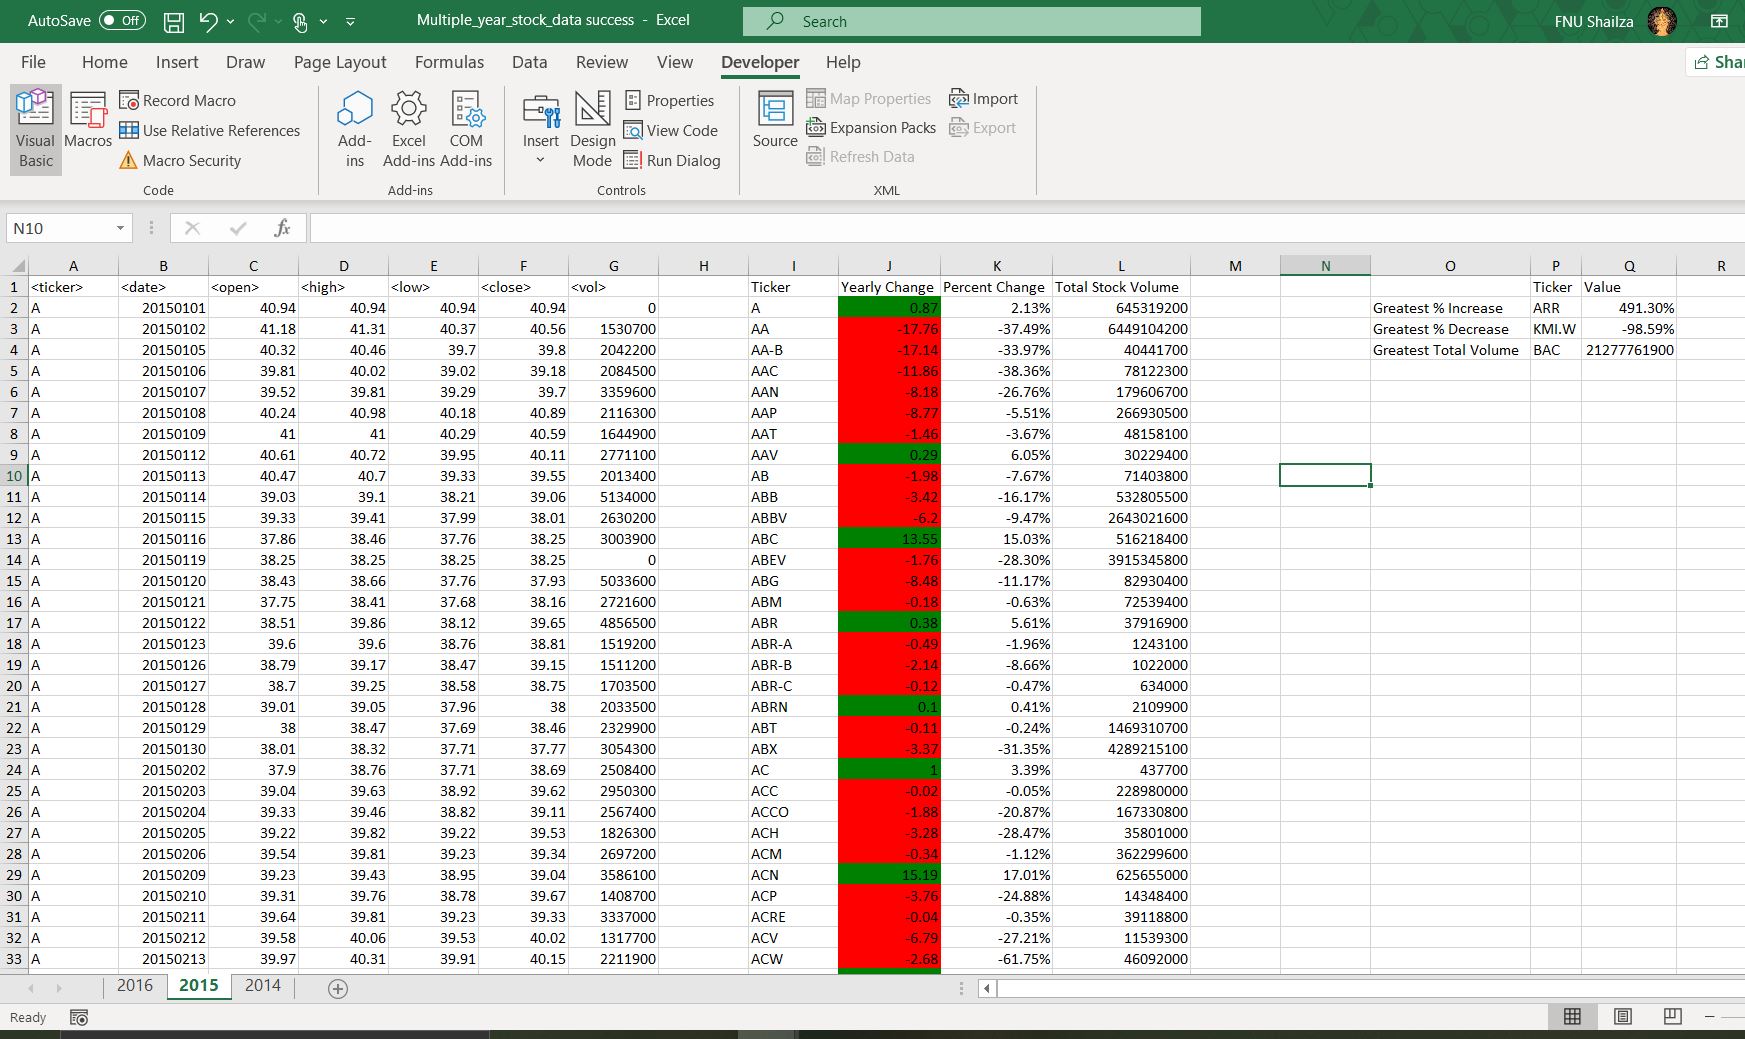 AutoSave Off Multiple_year_stock_data success - Excel Search FNU Shailza
File Home Insert Draw Page Layout Formulas Data Review View Developer Help Shar
Visual Basic Macros Record Macro Use Relative References Macro Security Code
Add-ins Excel Add-ins COM Add-ins Add-ins
Insert Design Mode Properties View Code Run Dialog Controls
Source Map Properties Expansion Packs Refresh Data Import Export XML
N10 fx
A B C D E F G H I J K L M N O P Q R
1 <ticker> <date> <open> <high> <low> <close> <vol> Ticker Yearly Change Percent Change Total Stock Volume Ticker Value
2 A 20150101 40.94 40.94 40.94 40.94 0 A 0.87 2.13% 645319200 Greatest % Increase ARR 491.30%
3 A 20150102 41.18 41.31 40.37 40.56 1530700 AA -17.76 -37.49% 6449104200 Greatest % Decrease KMI.W -98.59%
4 A 20150105 40.32 40.46 39.7 39.8 2042200 AA-B -17.14 -33.97% 40441700 Greatest Total Volume BAC 21277761900
5 A 20150106 39.81 40.02 39.02 39.18 2084500 AAC -11.86 -38.36% 78122300
6 A 20150107 39.52 39.81 39.29 39.7 3359600 AAN -8.18 -26.76% 179606700
7 A 20150108 40.24 40.98 40.18 40.89 2116300 AAP -8.77 -5.51% 266930500
8 A 20150109 41 41 40.29 40.59 1644900 AAT -1.46 -3.67% 48158100
9 A 20150112 40.61 40.72 39.95 40.11 2771100 AAV 0.29 6.05% 30229400
10 A 20150113 40.47 40.7 39.33 39.55 2013400 AB -1.98 -7.67% 71403800
11 A 20150114 39.03 39.1 38.21 39.06 5134000 ABB -3.42 -16.17% 532805500
12 A 20150115 39.33 39.41 37.99 38.01 2630200 ABBV -6.2 -9.47% 2643021600
13 A 20150116 37.86 38.46 37.76 38.25 3003900 ABC 13.55 15.03% 516218400
14 A 20150119 38.25 38.25 38.25 38.25 0 ABEV -1.76 -28.30% 3915345800
15 A 20150120 38.43 38.66 37.76 37.93 5033600 ABG -8.48 -11.17% 82930400
16 A 20150121 37.75 38.41 37.68 38.16 2721600 ABM -0.18 -0.63% 72539400
17 A 20150122 38.51 39.86 38.12 39.65 4856500 ABR 0.38 5.61% 37916900
18 A 20150123 39.6 39.6 38.76 38.81 1519200 ABR-A -0.49 -1.96% 1243100
19 A 20150126 38.79 39.17 38.47 39.15 1511200 ABR-B -2.14 -8.66% 1022000
20 A 20150127 38.7 39.25 38.58 38.75 1703500 ABR-C -0.12 -0.47% 634000
21 A 20150128 39.01 39.05 37.96 38 2033500 ABRN 0.1 0.41% 2109900
22 A 20150129 38 38.47 37.69 38.46 2329900 ABT -0.11 -0.24% 1469310700
23 A 20150130 38.01 38.32 37.71 37.77 3054300 ABX -3.37 -31.35% 4289215100
24 A 20150202 37.9 38.76 37.71 38.69 2508400 AC 1 3.39% 437700
25 A 20150203 39.04 39.63 38.92 39.62 2950300 ACC -0.02 -0.05% 228980000
26 A 20150204 39.33 39.46 38.82 39.11 2567400 ACCO -1.88 -20.87% 167330800
27 A 20150205 39.22 39.82 39.22 39.53 1826300 ACH -3.28 -28.47% 35801000
28 A 20150206 39.54 39.81 39.23 39.34 2697200 ACM -0.34 -1.12% 362299600
29 A 20150209 39.23 39.43 38.95 39.04 3586100 ACN 15.19 17.01% 625655000
30 A 20150210 39.31 39.76 38.78 39.67 1408700 ACP -3.76 -24.88% 14348400
31 A 20150211 39.64 39.81 39.23 39.33 3337000 ACRE -0.04 -0.35% 39118800
32 A 20150212 39.58 40.06 39.53 40.02 1317700 ACV -6.79 -27.21% 11539300
33 A 20150213 39.97 40.31 39.91 40.15 2211900 ACW -2.68 -61.75% 46092000
2016 2015 2014
Ready